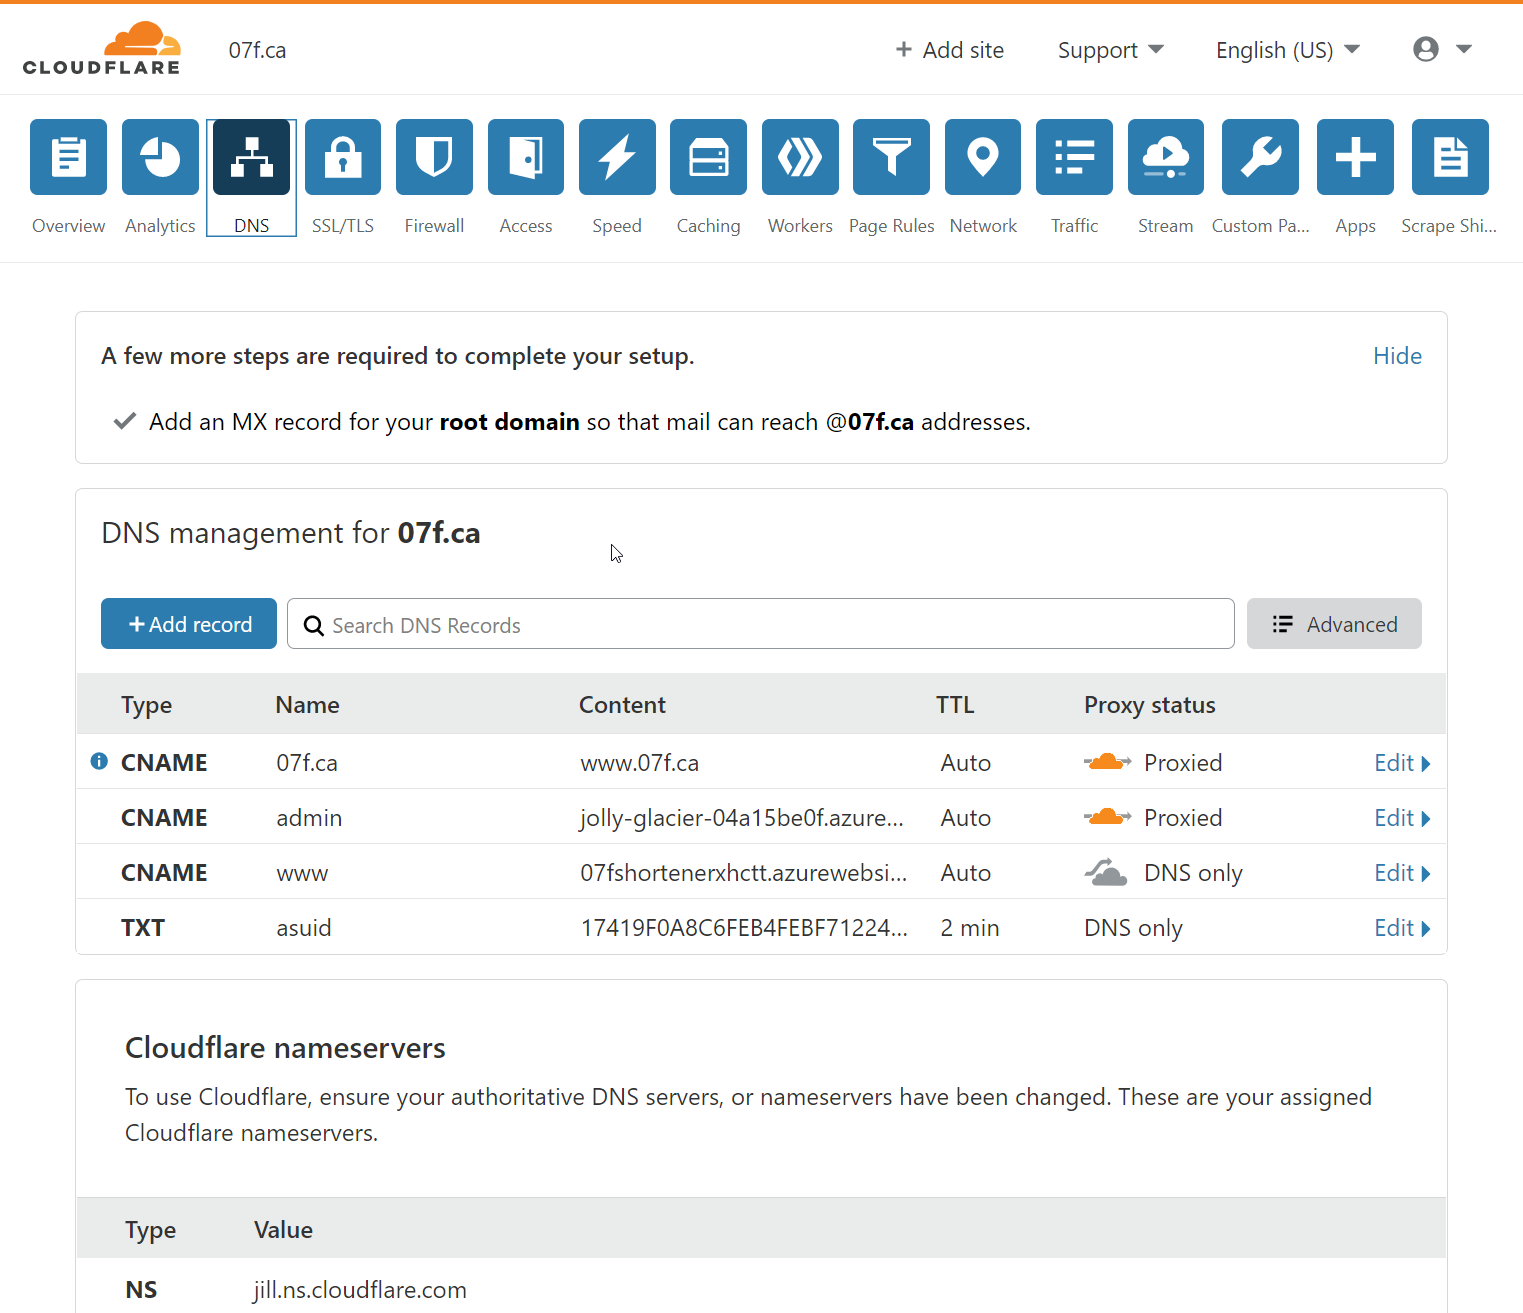 CLOUDFLARE
07f.ca
Add site
Support
English (US)
Overview
Analytics
DNS
SSL/TLS
Firewall
Access
Speed
Caching
Workers
Page Rules
Network
Traffic
Stream
Custom Pa...
Apps
Scrape Shi...
A few more steps are required to complete your setup.
Hide
Add an MX record for your root domain so that mail can reach @07f.ca addresses.
DNS management for 07f.ca
+ Add record
Search DNS Records
Advanced
Type Name Content TTL Proxy status
CNAME 07f.ca www.07f.ca Auto Proxied Edit
CNAME admin jolly-glacier-04a15be0f.azure... Auto Proxied Edit
CNAME www 07fshortenerxhctt.azurewebsi... Auto DNS only Edit
TXT asuid 17419F0A8C6FEB4FEBF71224... 2 min DNS only Edit
Cloudflare nameservers
To use Cloudflare, ensure your authoritative DNS servers, or nameservers have been changed. These are your assigned
Cloudflare nameservers.
Type Value
NS jill.ns.cloudflare.com